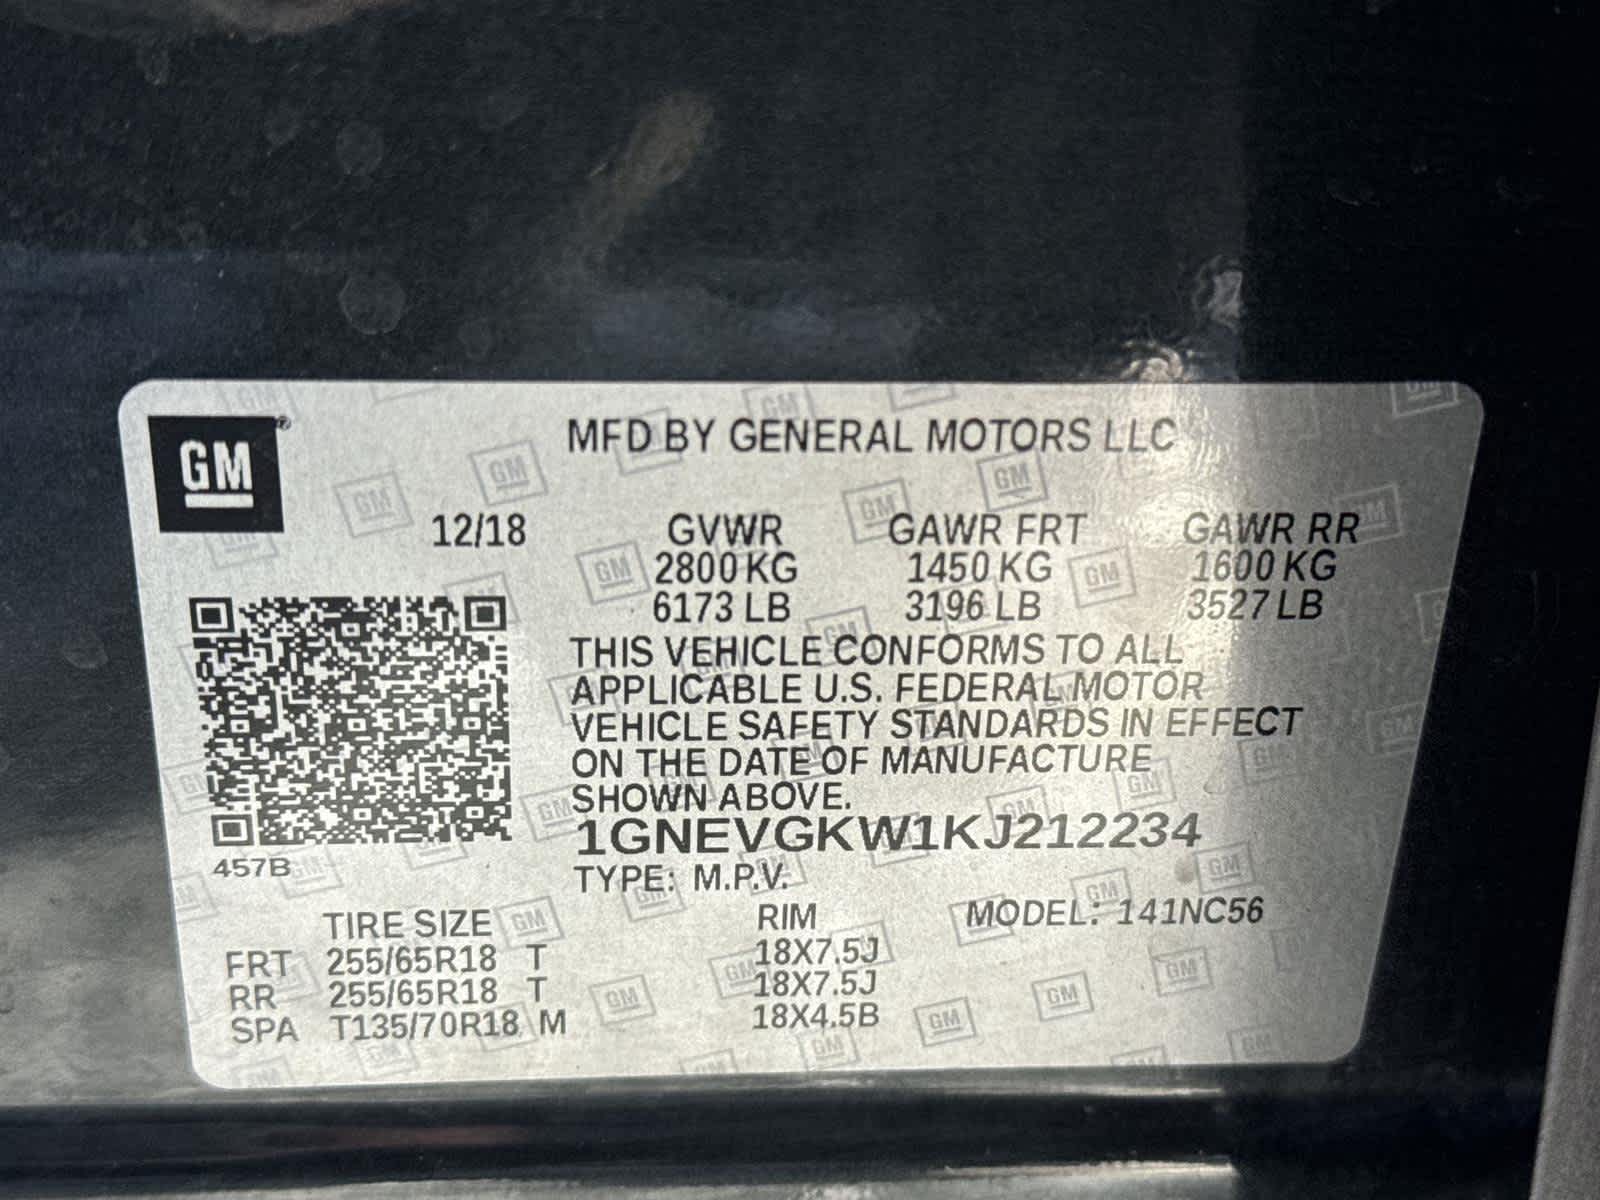 GM®
MFD BY GENERAL MOTORS LLC
12/18 GVWR GAWR FRT GAWR RR
2800 KG 1450 KG 1600 KG
6173 LB 3196 LB 3527 LB
THIS VEHICLE CONFORMS TO ALL
APPLICABLE U.S. FEDERAL MOTOR
VEHICLE SAFETY STANDARDS IN EFFECT
ON THE DATE OF MANUFACTURE
SHOWN ABOVE.
1GNEVGKW1KJ212234
457B
TYPE: M.P.V.
TIRE SIZE RIM MODEL: 141NC56
FRT 255/65R18 T 18X7.5J
RR 255/65R18 T 18X7.5J
SPA T135/70R18 M 18X4.5B